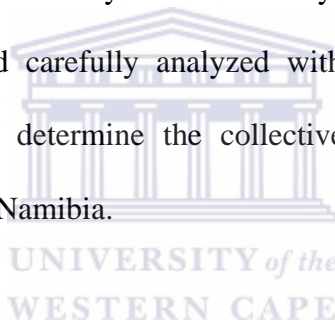 d carefully analyzed with
determine the collective
Namibia.
UNIVERSITY of the
WESTERN CAPE